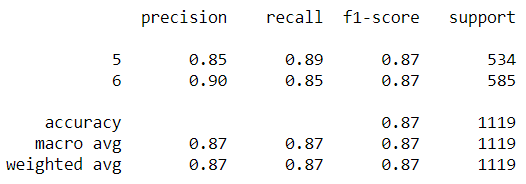 precision recall f1-score support
5 0.85 0.89 0.87 534
6 0.90 0.85 0.87 585
accuracy 0.87 1119
macro avg 0.87 0.87 0.87 1119
weighted avg 0.87 0.87 0.87 1119